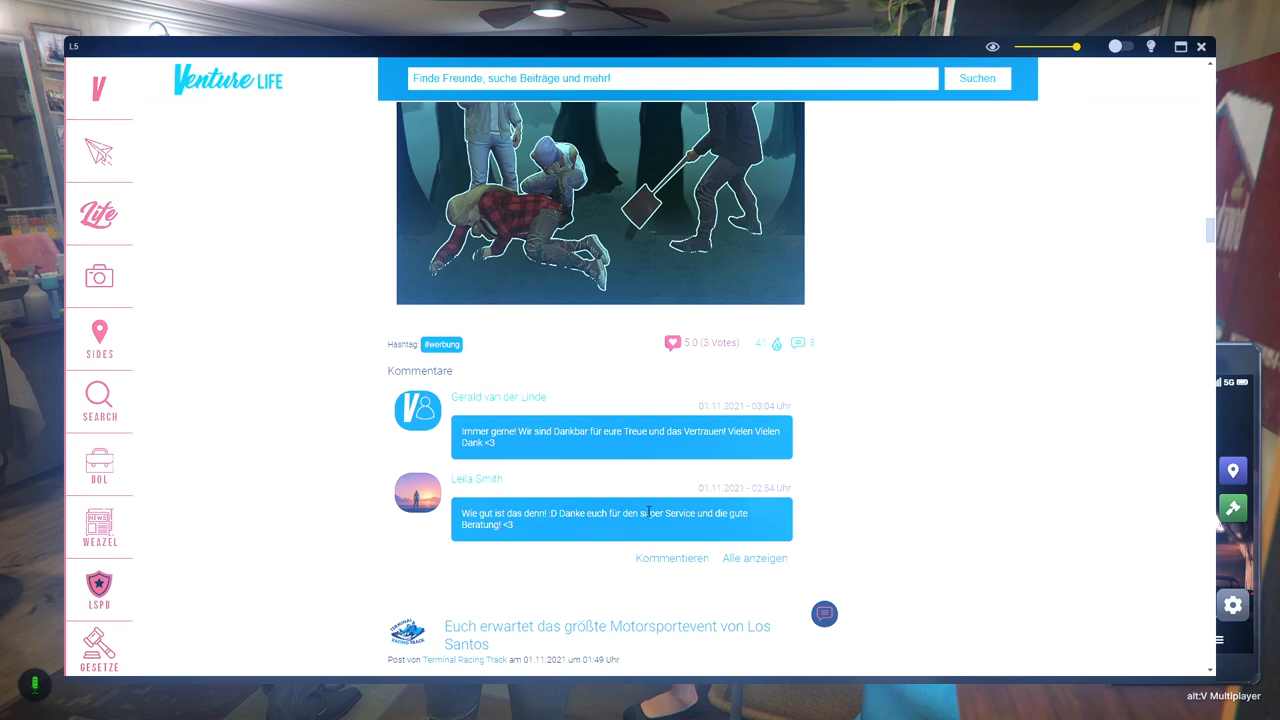 L5
Venture LIFE
Finde Freunde, suche Beiträge und mehr!
Suchen
Life
SIDES
SEARCH
DOL
NEWS
WEAZEL
LSPD
GESETZE
Hashtag: #werbung
5.0 (3 Votes)
41
5
Kommentare
Gerald van der Linde
01.11.2021 - 03:04 Uhr
Immer gerne! Wir sind Dankbar für eure Treue und das Vertrauen! Vielen Vielen
Dank <3
Leila Smith
01.11.2021 - 02:54 Uhr
Wie gut ist das denn! :D Danke euch für den super Service und die gute
Beratung! <3
Kommentieren
Alle anzeigen
TERMINAL
RACING TRACK
Euch erwartet das größte Motorsportevent von Los
Santos
Post von Terminal Racing Track am 01.11.2021 um 01:49 Uhr
5G
alt:V Multiplayer